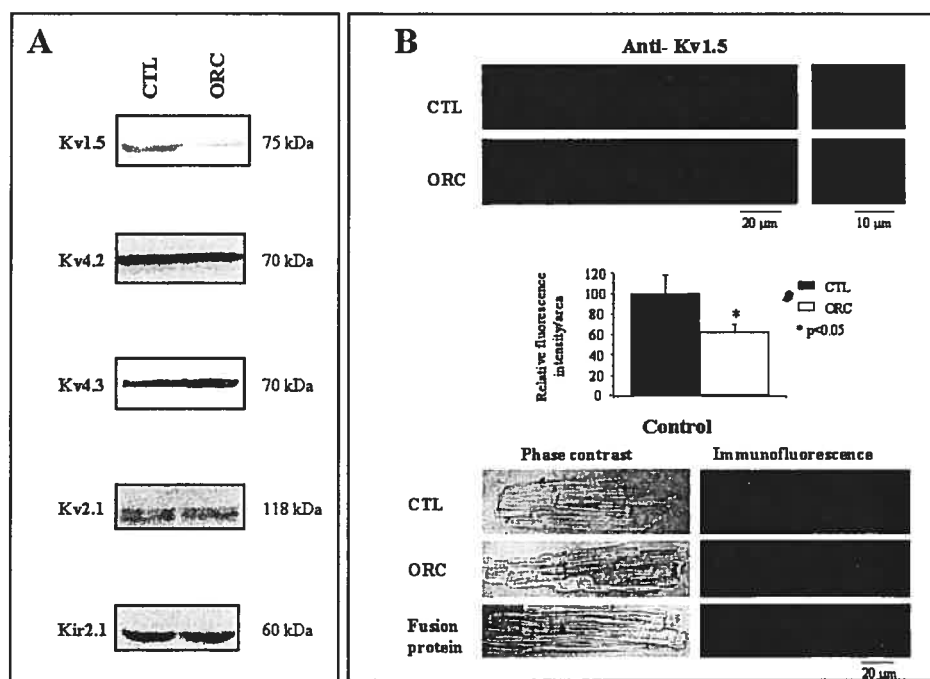 A
CTL ORC
Kv1.5 75 kDa
Kv4.2 70 kDa
Kv4.3 70 kDa
Kv2.1 118 kDa
Kir2.1 60 kDa
B
Anti- Kv1.5
CTL
ORC
20 µm 10 µm
Relative fluorescence
intensity/area
120
100
80
60
40
20
0
*
CTL
ORC
* p<0.05
Control
Phase contrast Immunofluorescence
CTL
ORC
Fusion
protein
20 µm